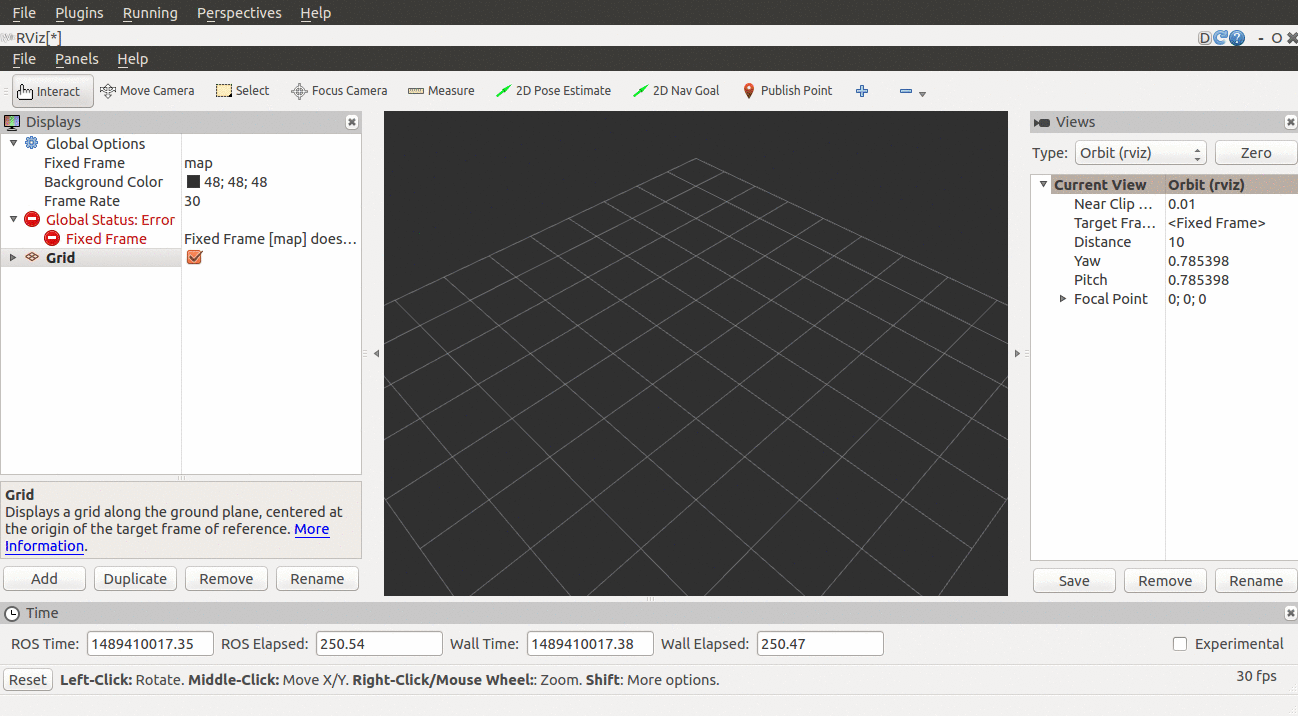 File Plugins Running Perspectives Help
RViz[*] D - O
File Panels Help
Interact Move Camera Select Focus Camera Measure 2D Pose Estimate 2D Nav Goal Publish Point
Displays
Global Options
Fixed Frame map
Background Color 48; 48; 48
Frame Rate 30
Global Status: Error
Fixed Frame Fixed Frame [map] does...
Grid
Grid
Displays a grid along the ground plane, centered at
the origin of the target frame of reference. More
Information.
Add Duplicate Remove Rename
Views
Type: Orbit (rviz) Zero
Current View Orbit (rviz)
Near Clip ... 0.01
Target Fra... <Fixed Frame>
Distance 10
Yaw 0.785398
Pitch 0.785398
Focal Point 0; 0; 0
Save Remove Rename
Time
ROS Time: 1489410017.35 ROS Elapsed: 250.54 Wall Time: 1489410017.38 Wall Elapsed: 250.47 Experimental
Reset Left-Click: Rotate. Middle-Click: Move X/Y. Right-Click/Mouse Wheel:: Zoom. Shift: More options. 30 fps